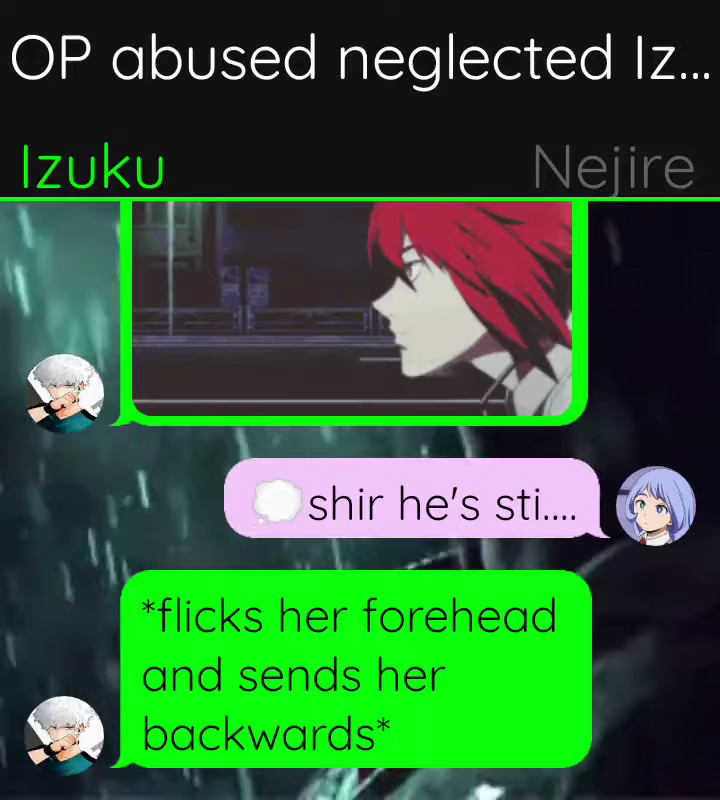 OP abused neglected Iz...
Izuku
Nejire
shir he's sti....
*flicks her forehead
and sends her
backwards*